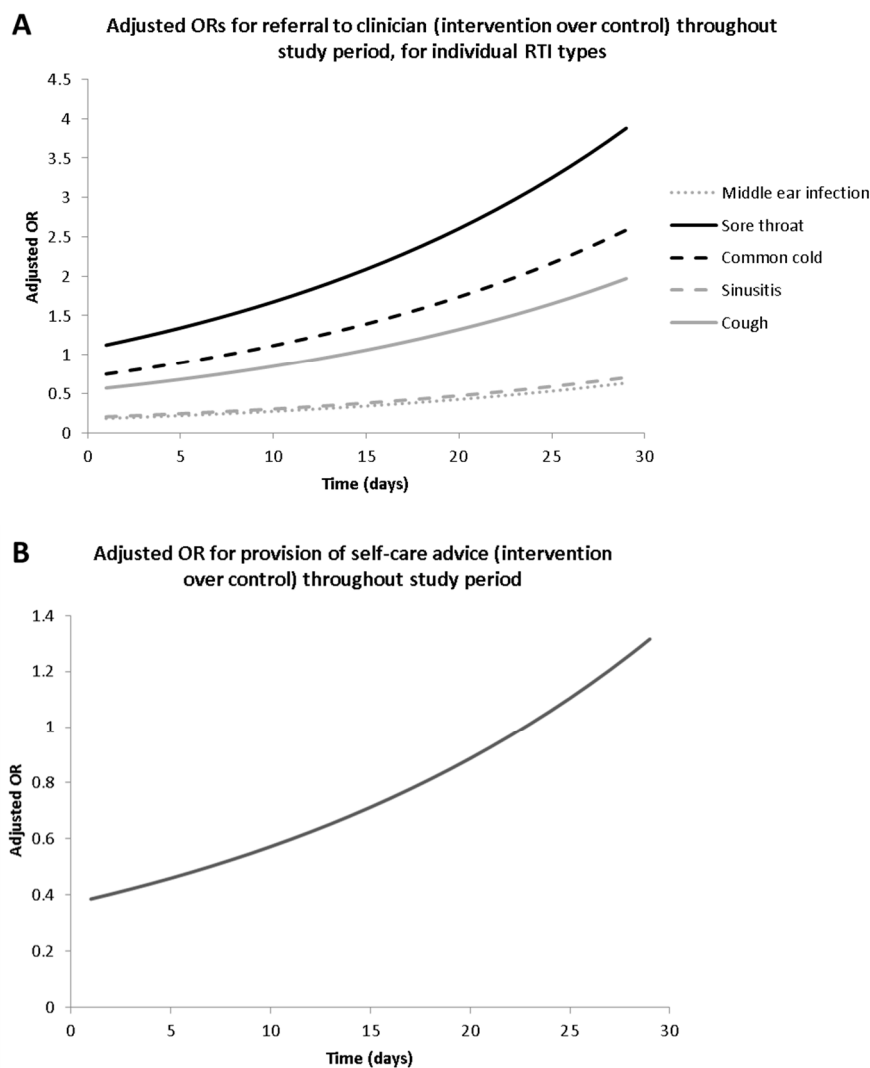 A
Adjusted ORs for referral to clinician (intervention over control) throughout
study period, for individual RTI types
4.5
4
3.5
3
2.5
2
1.5
1
0.5
0
Adjusted OR
0 5 10 15 20 25 30
Time (days)
Middle ear infection
Sore throat
Common cold
Sinusitis
Cough
B
Adjusted OR for provision of self-care advice (intervention
over control) throughout study period
1.4
1.2
1
0.8
0.6
0.4
0.2
0
Adjusted OR
0 5 10 15 20 25 30
Time (days)